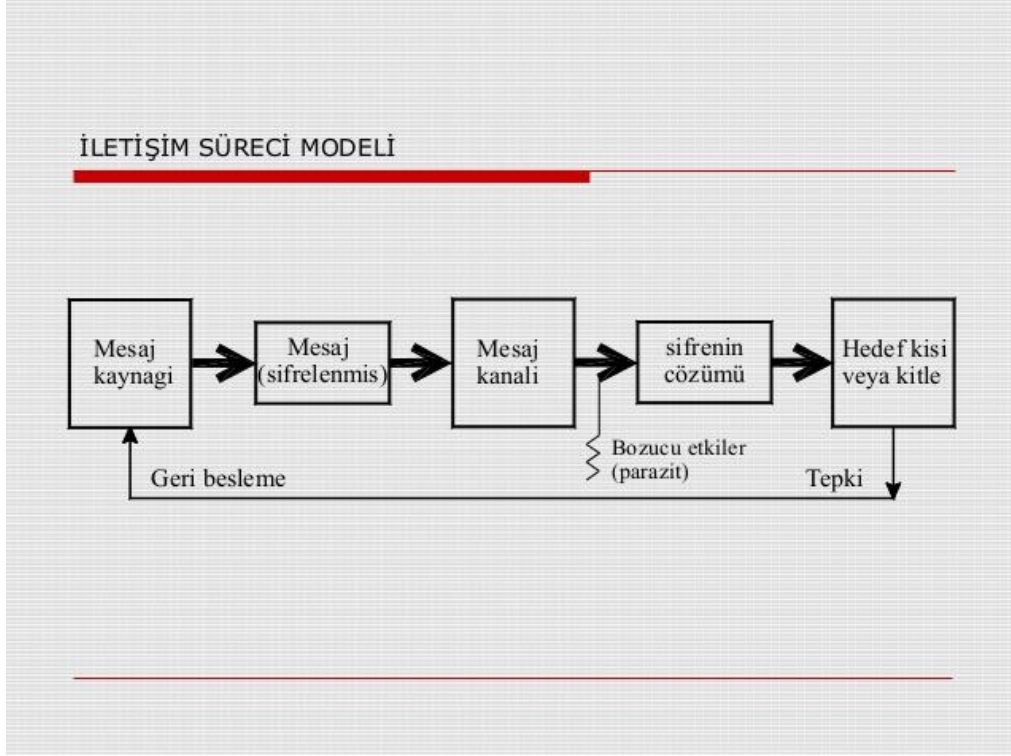 İLETİŞİM SÜRECİ MODELİ
Mesaj
kaynagi
Mesaj
(sifrelenmis)
Mesaj
kanali
sifrenin
cözümü
Hedef kisi
veya kitle
Bozucu etkiler
(parazit)
Geri besleme
Tepki